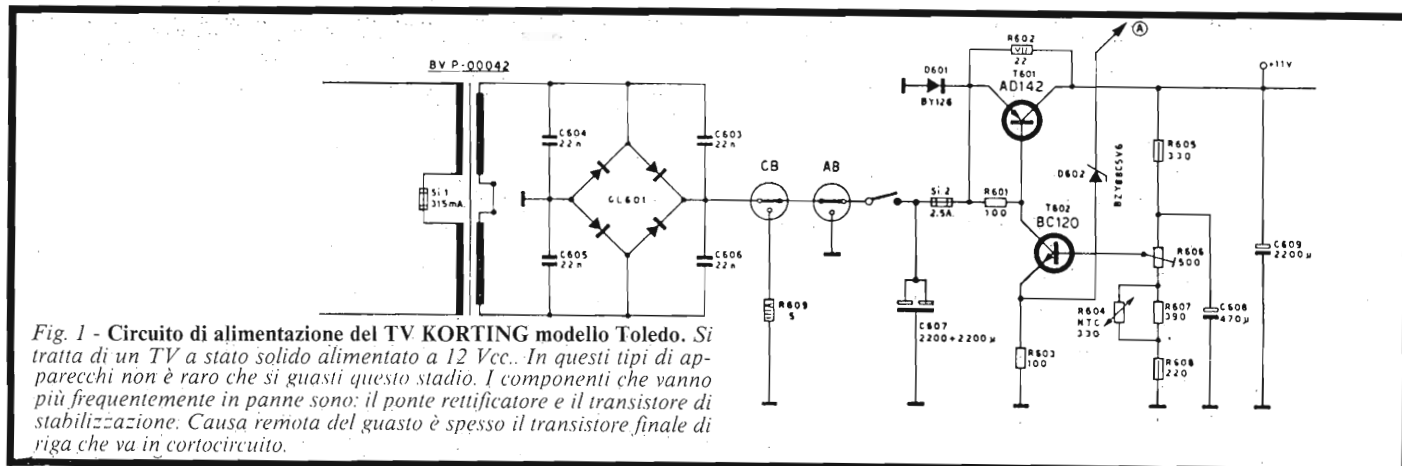 BV P-00042
Si 1
315mA.
C604
22n
C605
22n
GL601
C603
22n
C606
22n
CB
AB
R609
5
C607
2200+2200µ
Si 2
2.5A.
D601
BY126
R602
22
T601
AD142
R601
100
T602
BC120
R603
100
D602
BZY88C5V6
A
+11V
R605
330
R606
500
R604
NTC
330
R607
390
R608
220
C608
470µ
C609
2200µ
Fig. 1 - Circuito di alimentazione del TV KORTING modello Toledo. Si
tratta di un TV a stato solido alimentato a 12 Vcc.. In questi tipi di ap-
parecchi non è raro che si guasti questo stadio. I componenti che vanno
più frequentemente in panne sono: il ponte rettificatore e il transistore di
stabilizzazione. Causa remota del guasto è spesso il transistore finale di
riga che va in cortocircuito.